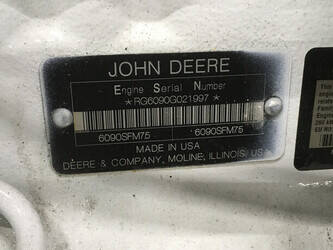 JOHN DEERE
Engine Serial Number
*RG6090G021997*
6090SFM75 6090SFM75
MADE IN USA
DEERE & COMPANY, MOLINE, ILLINOIS, US